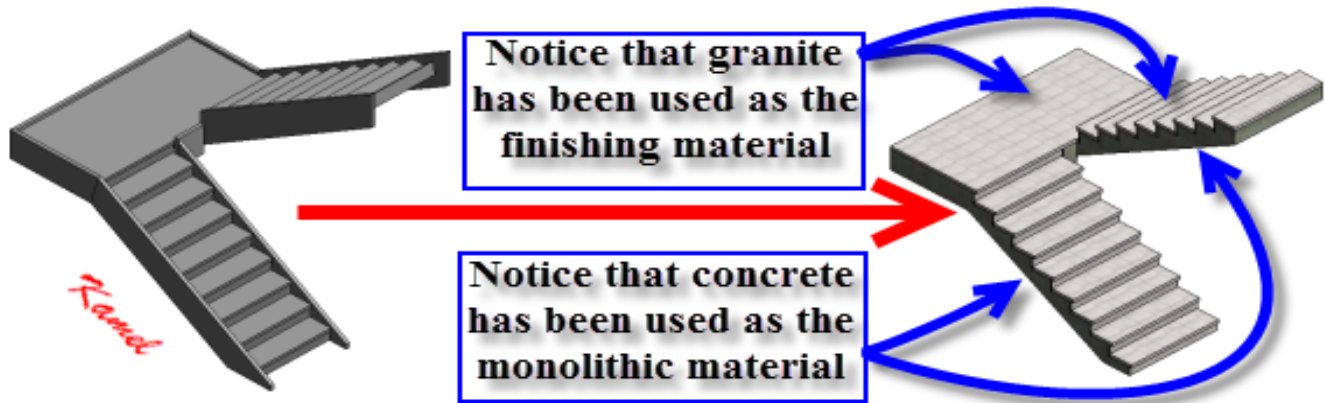 Notice that granite
has been used as the
finishing material
Notice that concrete
has been used as the
monolithic material
Kamel